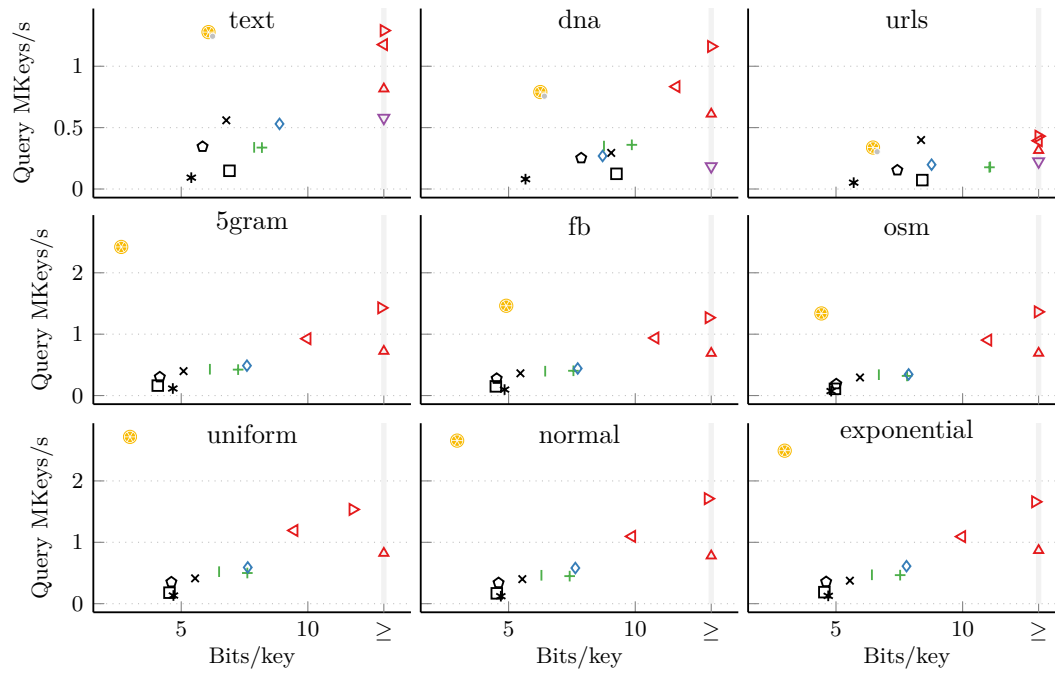 text dna urls
Query MKeys/s
1
0.5
0
5gram fb osm
Query MKeys/s
2
1
0
uniform normal exponential
Query MKeys/s
2
1
0
5 10 ≥ 5 10 ≥ 5 10 ≥
Bits/key Bits/key Bits/key